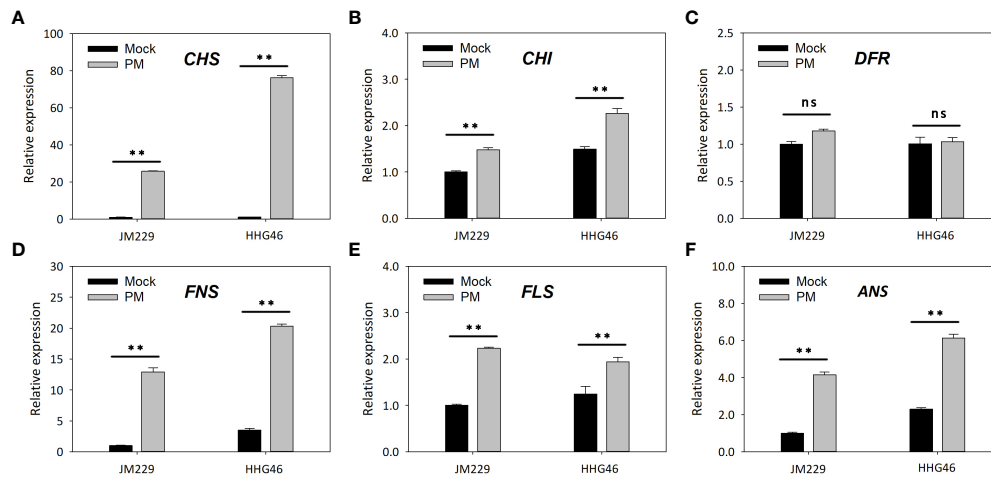 A
Relative expression
100
80
60
40
20
0
Mock
PM
CHS
**
**
JM229
HHG46
B
Relative expression
4.0
3.0
2.0
1.0
0.0
Mock
PM
CHI
**
**
JM229
HHG46
C
Relative expression
2.5
2.0
1.5
1.0
0.5
0.0
Mock
PM
DFR
ns
ns
JM229
HHG46
D
Relative expression
30
25
20
15
10
5
0
Mock
PM
FNS
**
**
JM229
HHG46
E
Relative expression
4.0
3.0
2.0
1.0
0.0
Mock
PM
FLS
**
**
JM229
HHG46
F
Relative expression
10.0
8.0
6.0
4.0
2.0
0.0
Mock
PM
ANS
**
**
JM229
HHG46